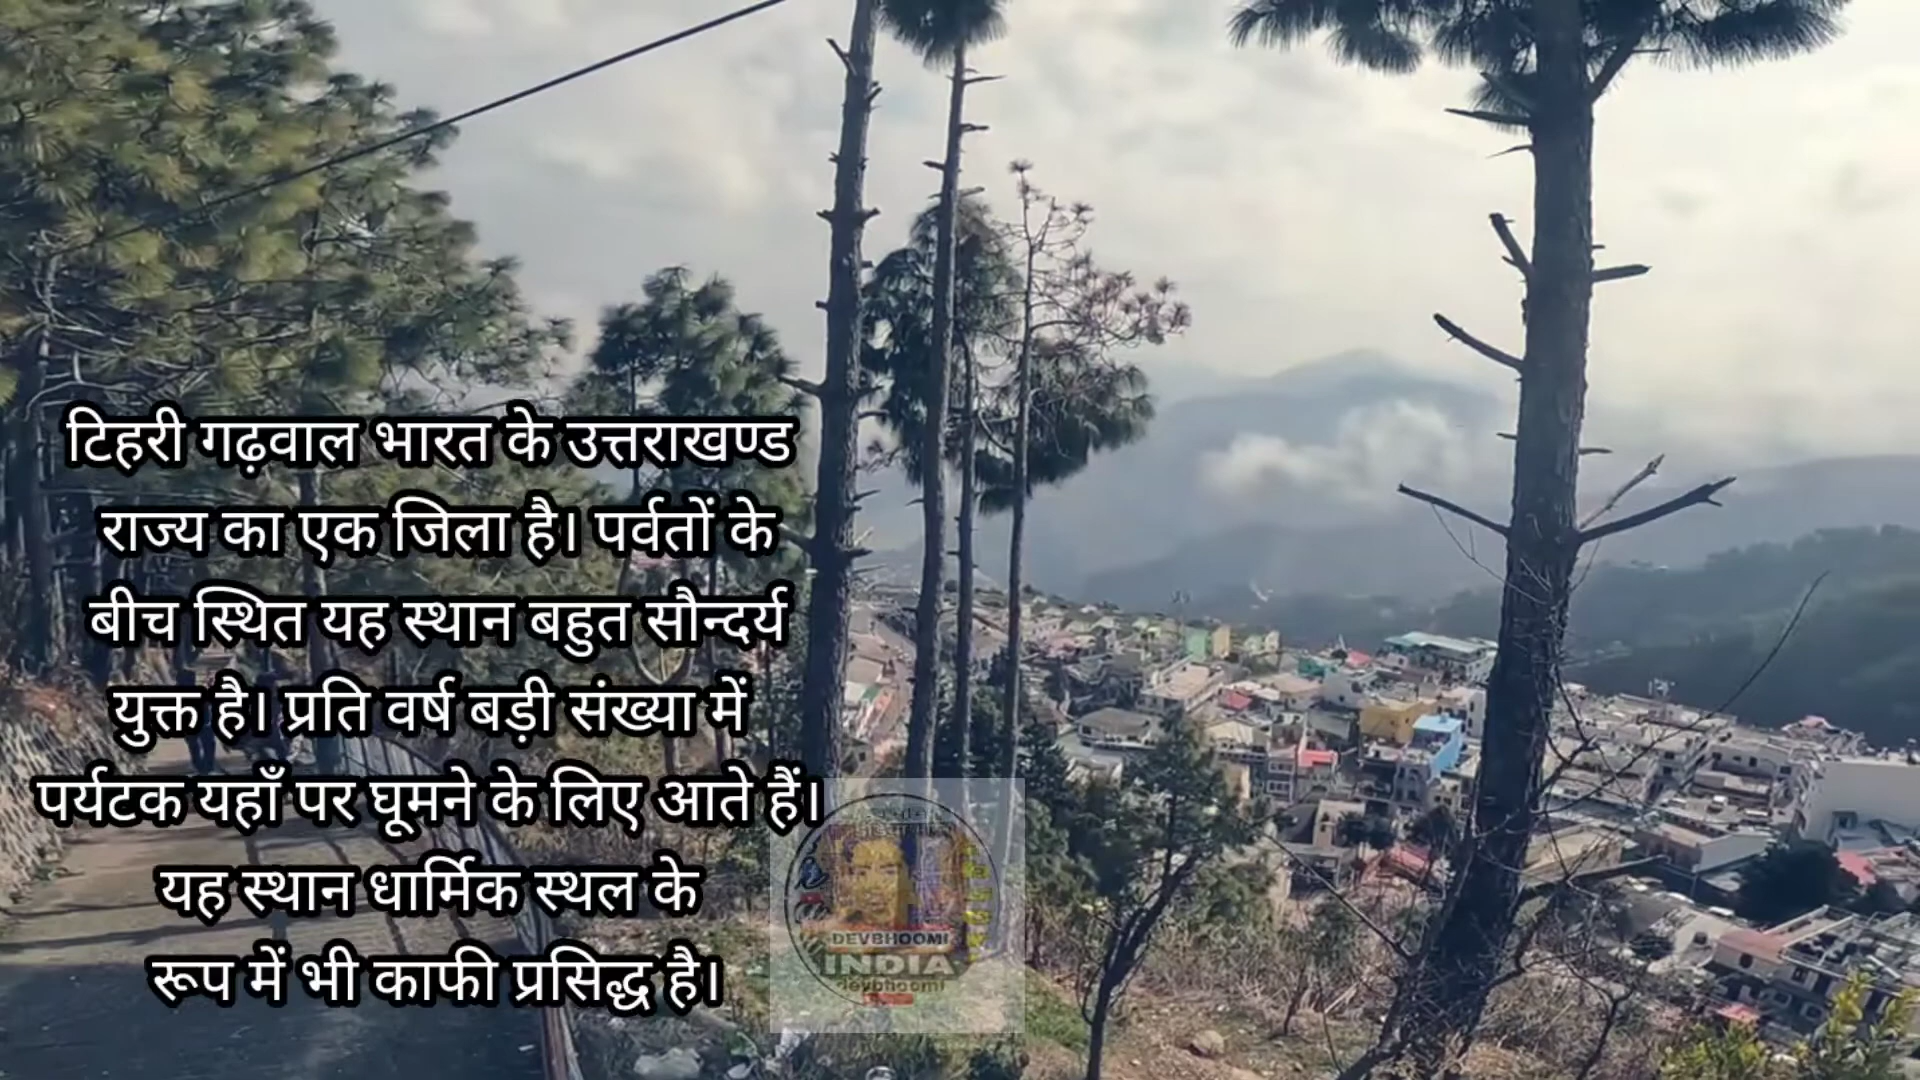 टिहरी गढ़वाल भारत के उत्तराखण्ड
राज्य का एक जिला है। पर्वतों के
बीच स्थित यह स्थान बहुत सौन्दर्य
युक्त है। प्रति वर्ष बड़ी संख्या में
पर्यटक यहाँ पर घूमने के लिए आते हैं।
यह स्थान धार्मिक स्थल के
रूप में भी काफी प्रसिद्ध है।
DEVBHOOMI
INDIA
devbhoomi